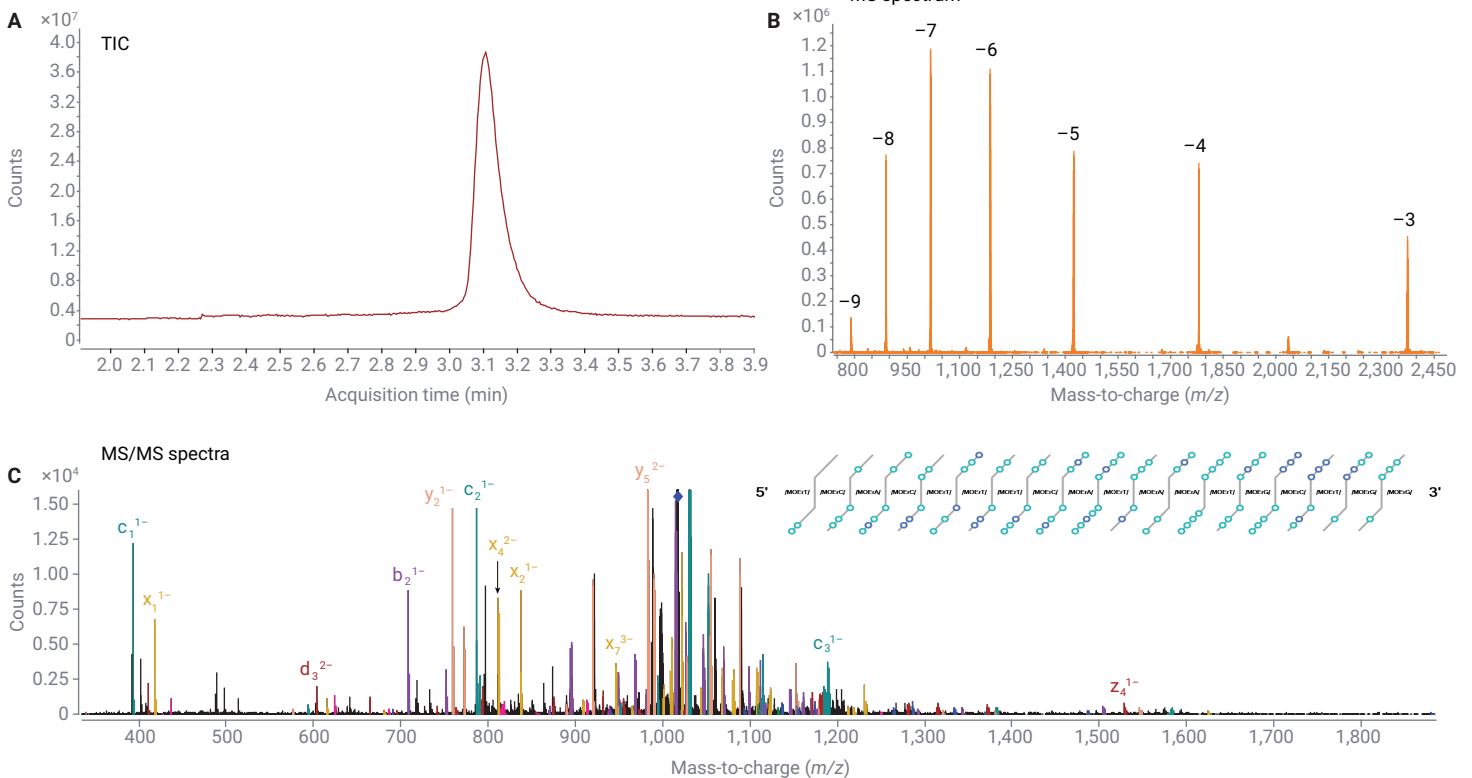 MS spectrum
A
×10⁷
TIC
4.0
3.6
3.2
2.8
2.4
2.0
1.6
1.2
0.8
0.4
0
Counts
2.0 2.1 2.2 2.3 2.4 2.5 2.6 2.7 2.8 2.9 3.0 3.1 3.2 3.3 3.4 3.5 3.6 3.7 3.8 3.9
Acquisition time (min)
B
×10⁶
1.2
1.1
1.0
0.9
0.8
0.7
0.6
0.5
0.4
0.3
0.2
0.1
0
Counts
−9
−8
−7
−6
−5
−4
−3
800 950 1,100 1,250 1,400 1,550 1,700 1,850 2,000 2,150 2,300 2,450
Mass-to-charge (m/z)
C
MS/MS spectra
×10⁴
1.50
1.25
1.00
0.75
0.50
0.25
0
Counts
c₁¹⁻
x₁¹⁻
d₃²⁻
b₂¹⁻
y₂¹⁻
c₂¹⁻
x₄²⁻
x₂¹⁻
x₇³⁻
y₅²⁻
c₃¹⁻
z₄¹⁻
5' 3'
400 500 600 700 800 900 1,000 1,100 1,200 1,300 1,400 1,500 1,600 1,700 1,800
Mass-to-charge (m/z)